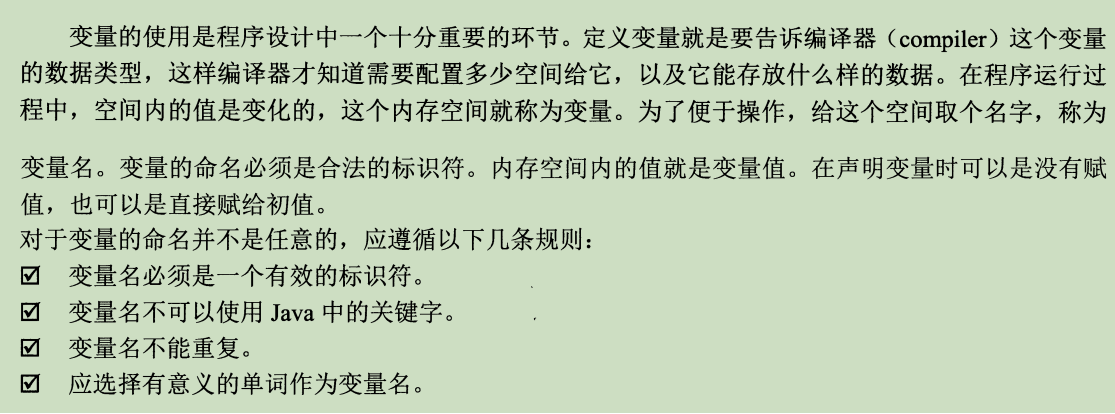 变量的使用是程序设计中一个十分重要的环节。定义变量就是要告诉编译器（compiler）这个变量
的数据类型，这样编译器才知道需要配置多少空间给它，以及它能存放什么样的数据。在程序运行过
程中，空间内的值是变化的，这个内存空间就称为变量。为了便于操作，给这个空间取个名字，称为
变量名。变量的命名必须是合法的标识符。内存空间内的值就是变量值。在声明变量时可以是没有赋
值，也可以是直接赋给初值。
对于变量的命名并不是任意的，应遵循以下几条规则：
☑ 变量名必须是一个有效的标识符。
☑ 变量名不可以使用 Java 中的关键字。
☑ 变量名不能重复。
☑ 应选择有意义的单词作为变量名。